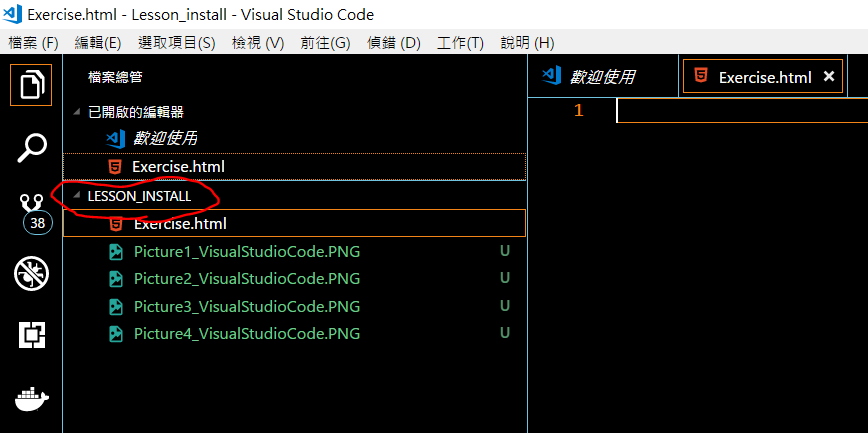 Exercise.html - Lesson_install - Visual Studio Code
檔案 (F) 編輯(E) 選取項目(S) 檢視 (V) 前往(G) 偵錯 (D) 工作(T) 說明 (H)
檔案總管
已開啟的編輯器
歡迎使用
Exercise.html
LESSON_INSTALL
Exercise.html
Picture1_VisualStudioCode.PNG U
Picture2_VisualStudioCode.PNG U
Picture3_VisualStudioCode.PNG U
Picture4_VisualStudioCode.PNG U
38
歡迎使用 Exercise.html
1